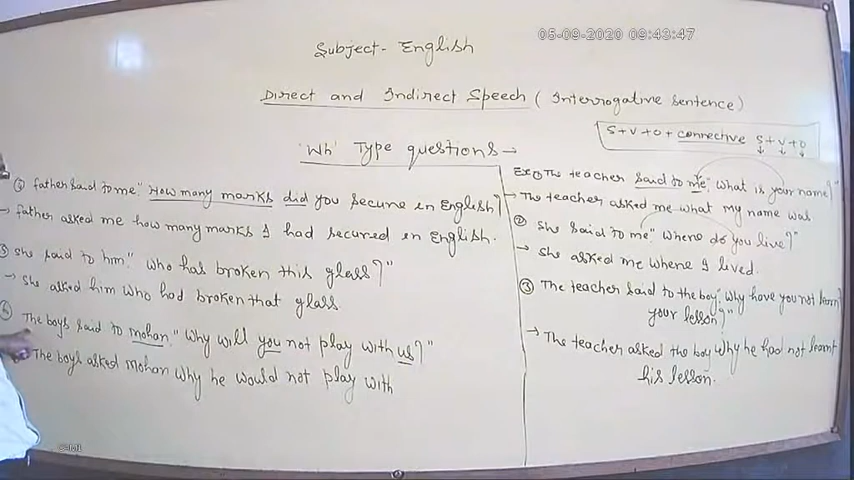 05-09-2020 09:43:47
Subject- English
Direct and Indirect Speech (Interrogative sentence)
S+V+O+ connective S+V+O
'Wh' Type questions →
② father said to me " How many marks did you secure in English?"
→ father asked me how many marks I had secured in English.
③ She said to him " Who has broken this glass?"
→ She asked him who had broken that glass
④ The boys said to mohan, "Why will you not play with us?"
The boys asked mohan why he would not play with
Ex① The teacher said to me "What is your name?"
→ The teacher asked me what my name was
② She said to me " Where do you live?"
→ She asked me where I lived.
③ The teacher said to the boy "Why have you not learnt
your lesson?"
→ The teacher asked the boy why he had not learnt
his lesson.